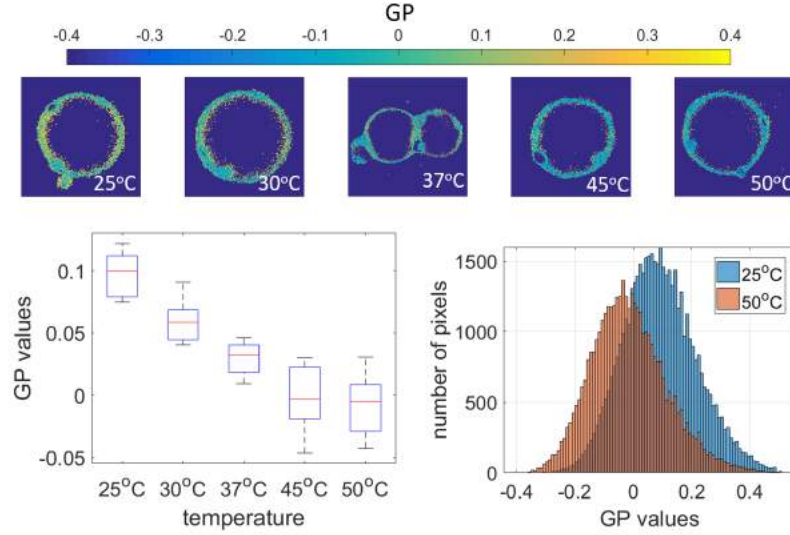 GP
-0.4 -0.3 -0.2 -0.1 0 0.1 0.2 0.3 0.4
25°C 30°C 37°C 45°C 50°C
GP values
0.1
0.05
0
-0.05
25°C 30°C 37°C 45°C 50°C
temperature
number of pixels
1500
1000
500
0
25°C
50°C
-0.4 -0.2 0 0.2 0.4
GP values